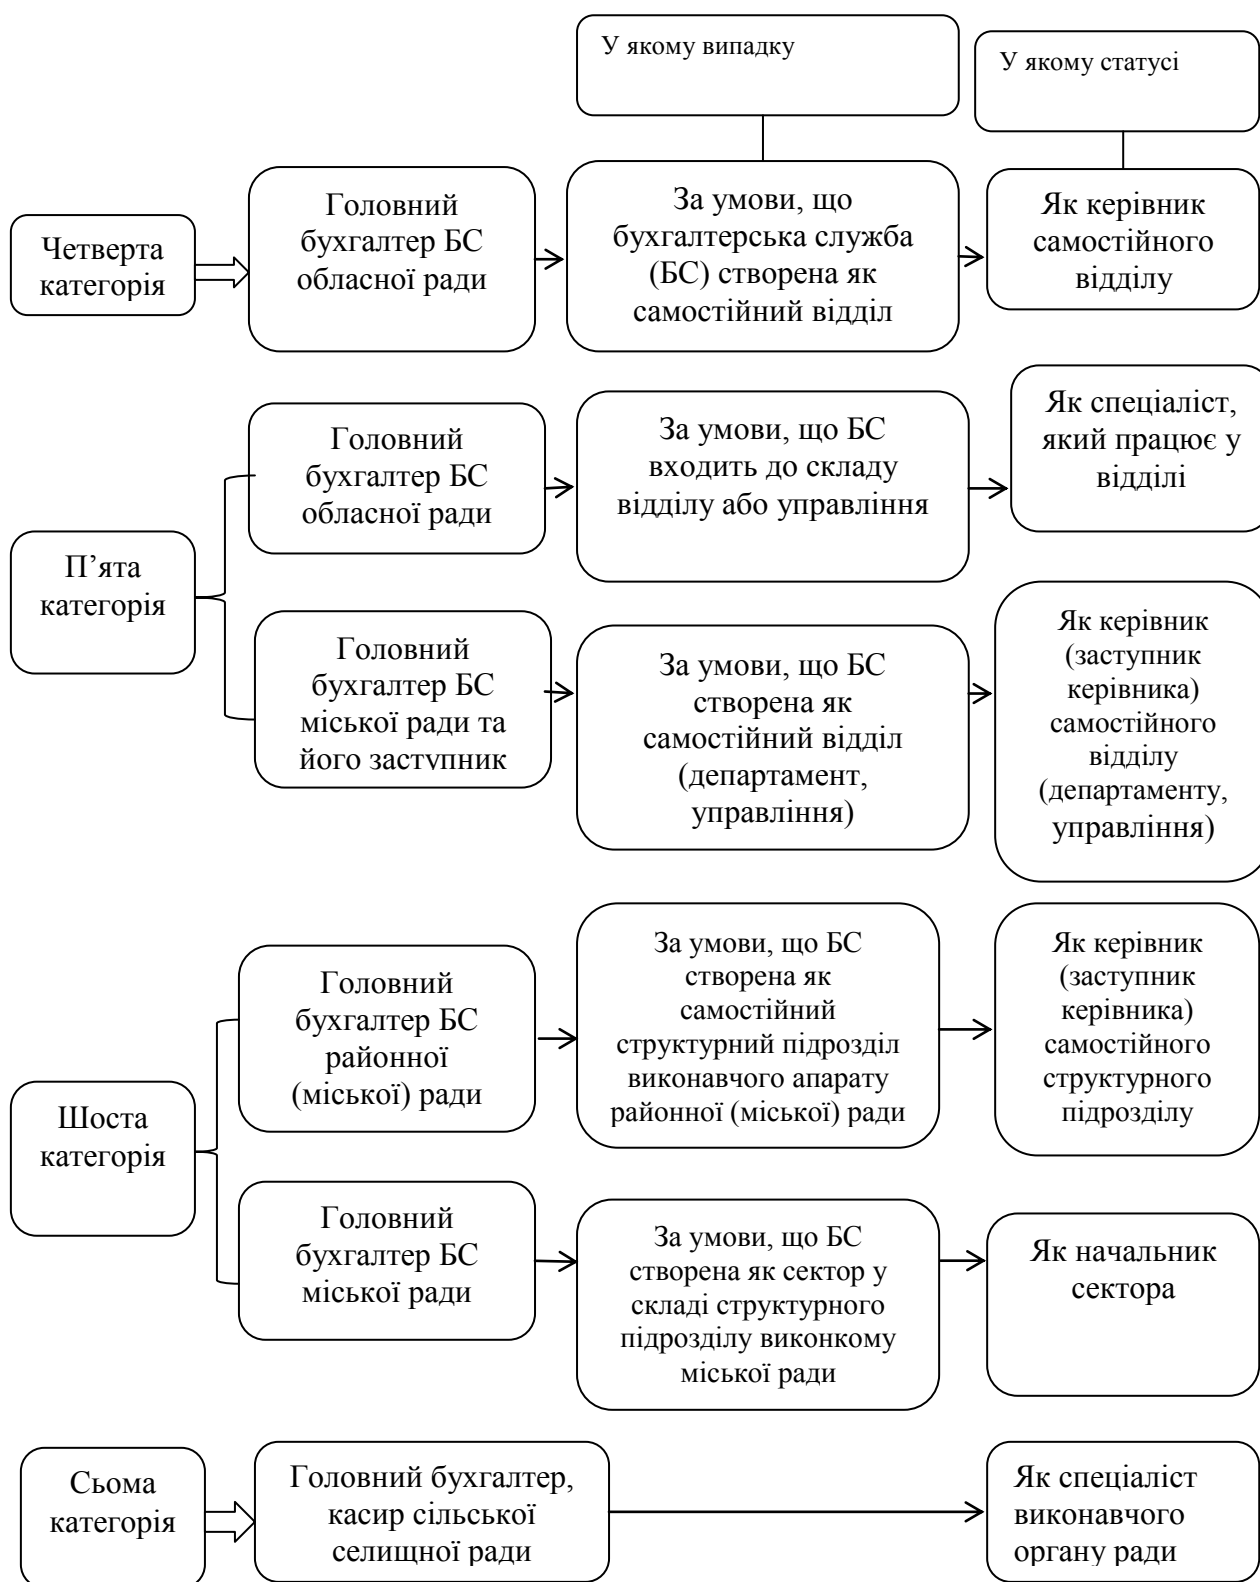 У якому випадку
У якому статусі
Четверта
категорія
Головний
бухгалтер БС
обласної ради
За умови, що
бухгалтерська служба
(БС) створена як
самостійний відділ
Як керівник
самостійного
відділу
П’ята
категорія
Головний
бухгалтер БС
обласної ради
За умови, що БС
входить до складу
відділу або управління
Як спеціаліст,
який працює у
відділі
Головний
бухгалтер БС
міської ради та
його заступник
За умови, що БС
створена як
самостійний відділ
(департамент,
управління)
Як керівник
(заступник
керівника)
самостійного
відділу
(департаменту,
управління)
Шоста
категорія
Головний
бухгалтер БС
районної
(міської) ради
За умови, що БС
створена як
самостійний
структурний підрозділ
виконавчого апарату
районної (міської) ради
Як керівник
(заступник
керівника)
самостійного
структурного
підрозділу
Головний
бухгалтер БС
міської ради
За умови, що БС
створена як сектор у
складі структурного
підрозділу виконкому
міської ради
Як начальник
сектора
Сьома
категорія
Головний бухгалтер,
касир сільської
селищної ради
Як спеціаліст
виконавчого
органу ради